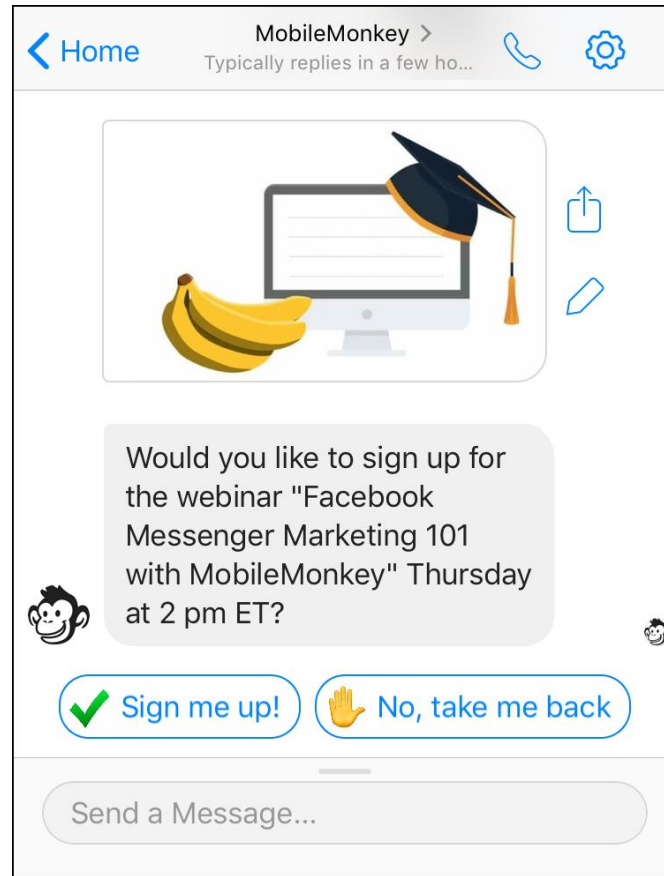 Home
MobileMonkey >
Typically replies in a few ho...
Would you like to sign up for
the webinar "Facebook
Messenger Marketing 101
with MobileMonkey" Thursday
at 2 pm ET?
Sign me up!
No, take me back
Send a Message...